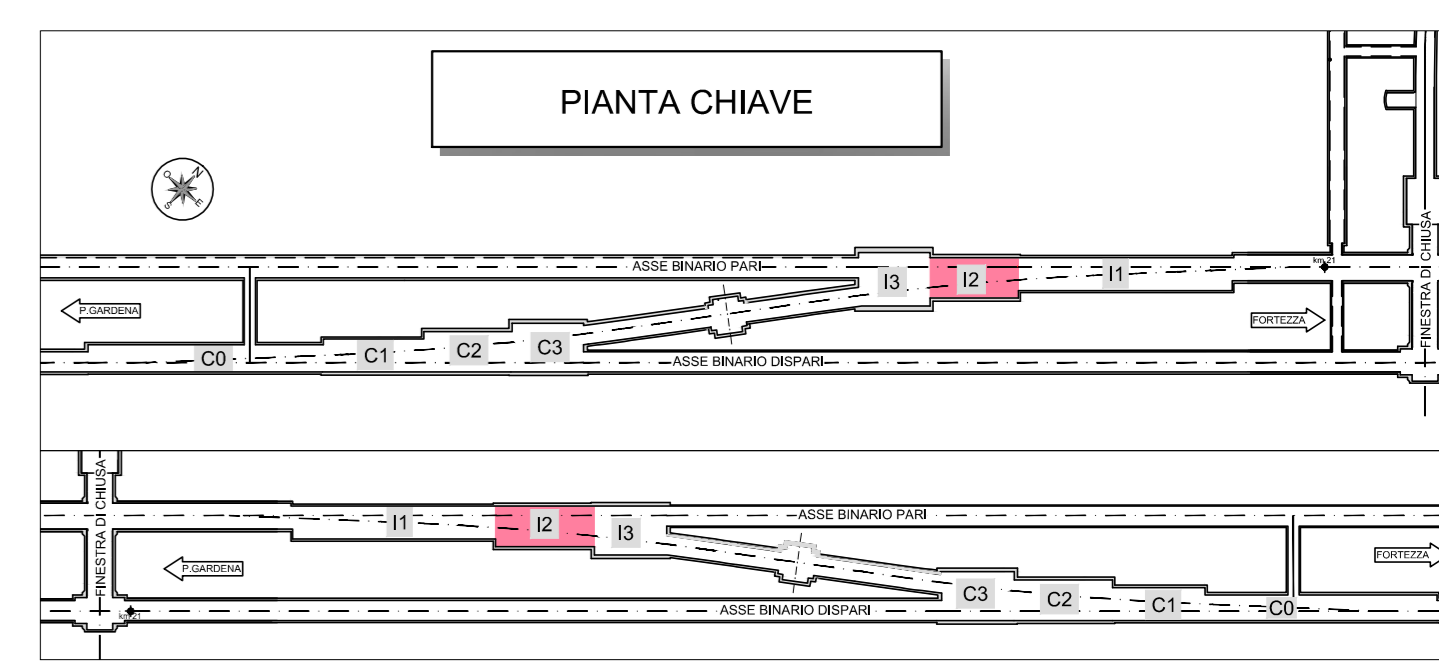 PIANTA CHIAVE
N
O
E
S
ASSE BINARIO PARI
I3
I2
I1
km 21
P.GARDENA
FORTEZZA
FINESTRA DI CHIUSA
C0
C1
C2
C3
ASSE BINARIO DISPARI
FINESTRA DI CHIUSA
I1
I2
I3
ASSE BINARIO PARI
P.GARDENA
FORTEZZA
C3
C2
C1
C0
km 21
ASSE BINARIO DISPARI